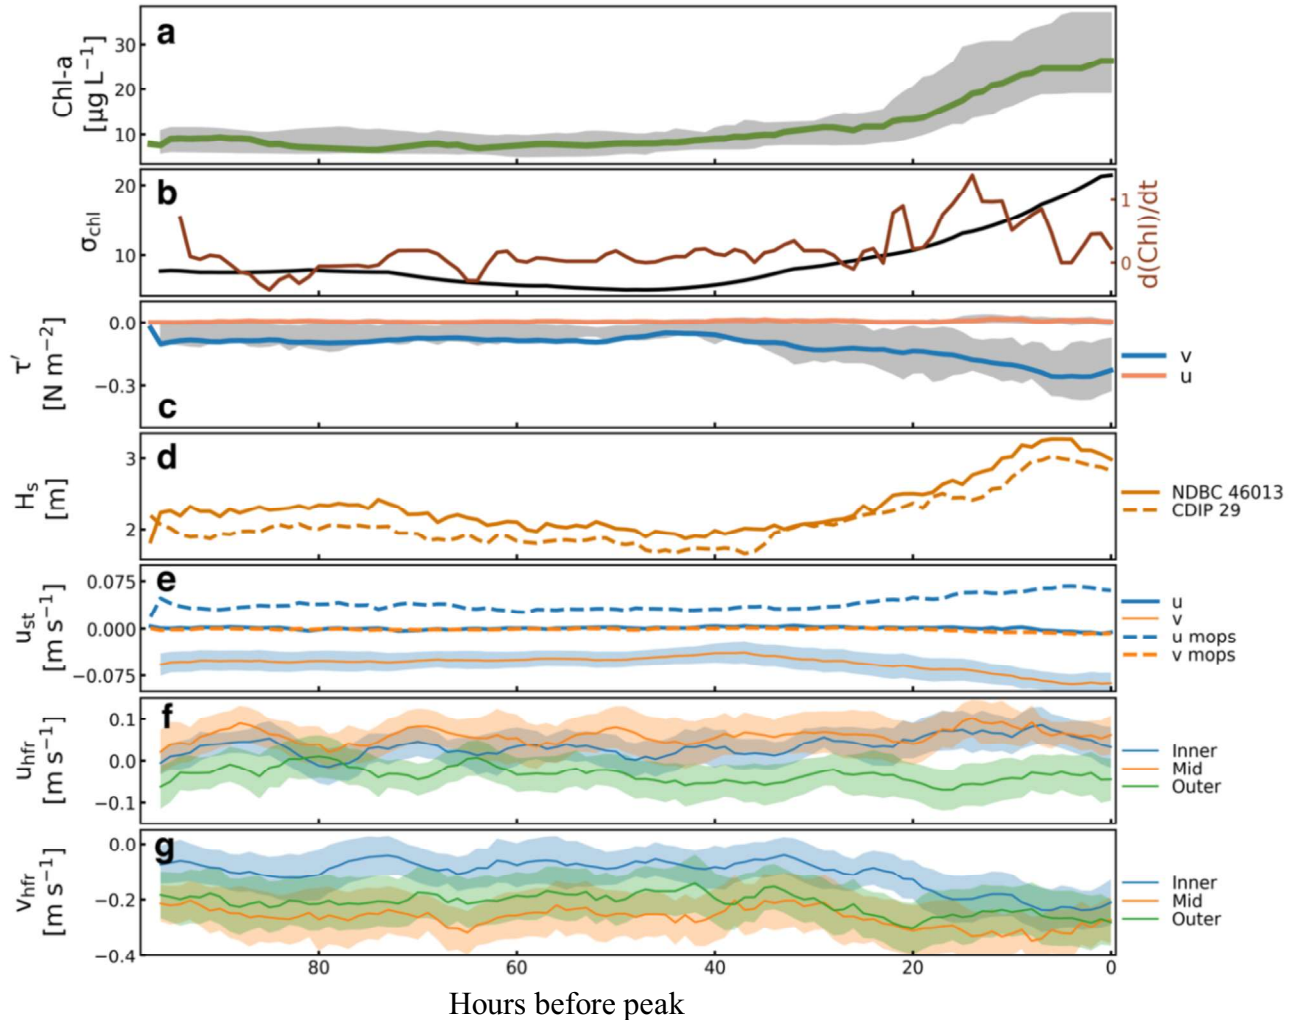 a
Chl-a
[µg L⁻¹]
30
20
10
b
σchl
20
10
d(Chl)/dt
1
0
c
τ′
[N m⁻²]
0.0
−0.3
v
u
d
Hs
[m]
3
2
NDBC 46013
CDIP 29
e
ust
[m s⁻¹]
0.075
0.000
−0.075
u
v
u mops
v mops
f
uhfr
[m s⁻¹]
0.1
0.0
−0.1
Inner
Mid
Outer
g
vhfr
[m s⁻¹]
0.0
−0.2
−0.4
Inner
Mid
Outer
80 60 40 20 0
Hours before peak